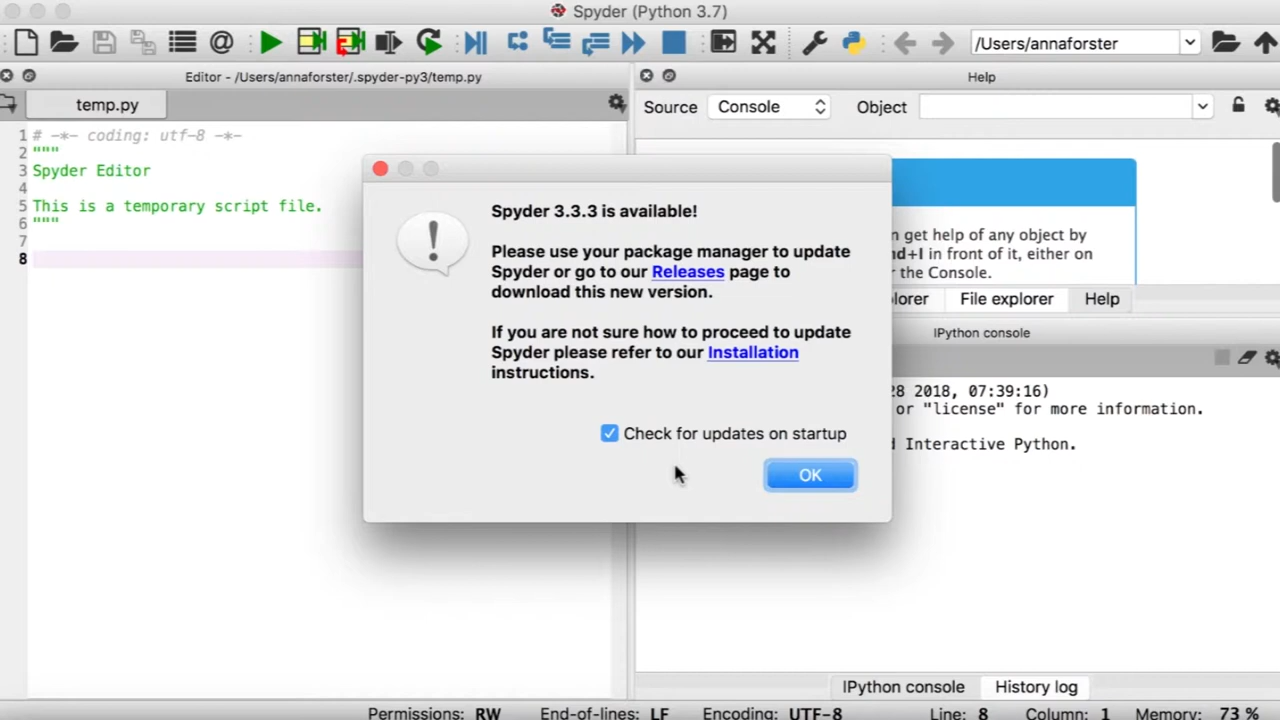 Spyder (Python 3.7)
/Users/annaforster
Editor - /Users/annaforster/.spyder-py3/temp.py
Help
temp.py
Source
Console
Object
1 # -*- coding: utf-8 -*-
2 """
3 Spyder Editor
4
5 This is a temporary script file.
6 """
7
8
Spyder 3.3.3 is available!
Please use your package manager to update
Spyder or go to our Releases page to
download this new version.
If you are not sure how to proceed to update
Spyder please refer to our Installation
instructions.
Check for updates on startup
OK
get help of any object by
+I in front of it, either on
the Console.
File explorer
Help
IPython console
2018, 07:39:16)
or "license" for more information.
Interactive Python.
IPython console
History log
Permissions: RW
End-of-lines: LF
Encoding: UTF-8
Line: 8
Column: 1
Memory: 73 %